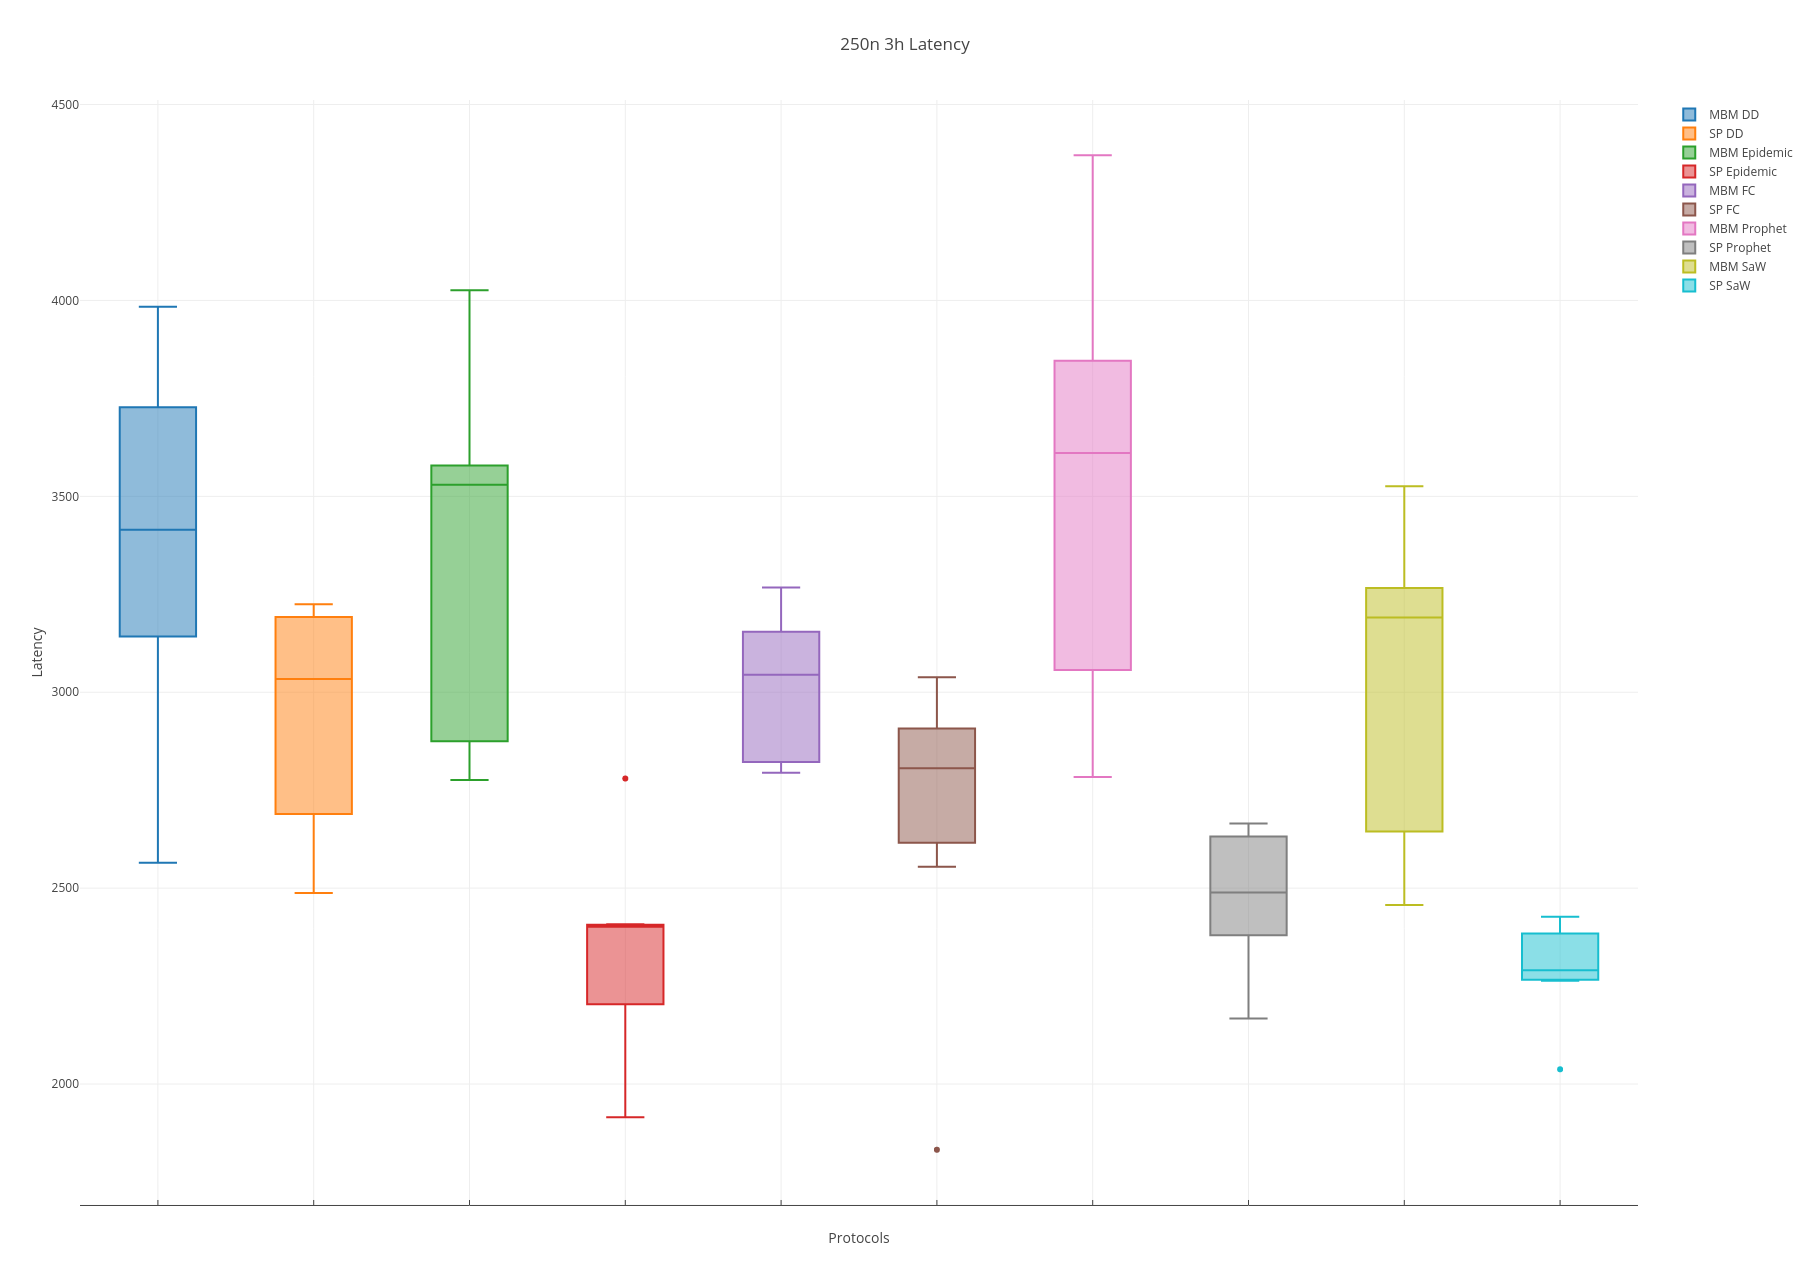 250n 3h Latency
4500
4000
3500
3000
2500
2000
Latency
Protocols
MBM DD
SP DD
MBM Epidemic
SP Epidemic
MBM FC
SP FC
MBM Prophet
SP Prophet
MBM SaW
SP SaW